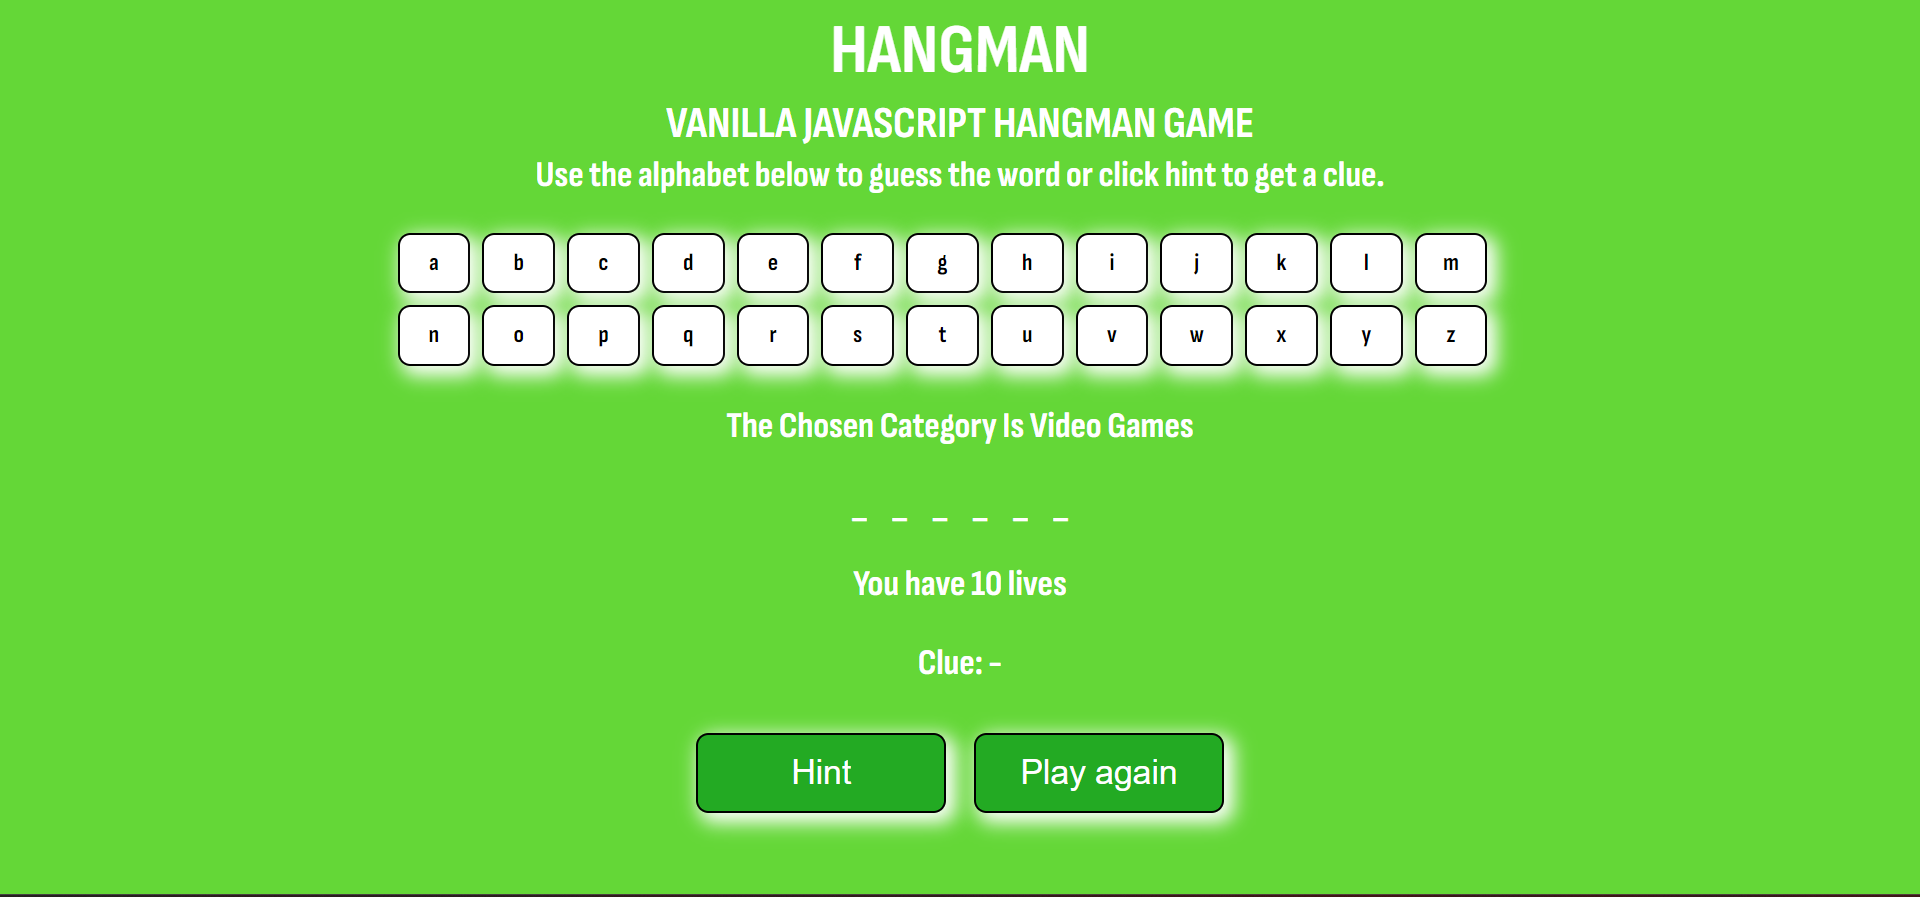 HANGMAN
VANILLA JAVASCRIPT HANGMAN GAME
Use the alphabet below to guess the word or click hint to get a clue.
a b c d e f g h i j k l m
n o p q r s t u v w x y z
The Chosen Category Is Video Games
_ _ _ _ _ _
You have 10 lives
Clue: -
Hint Play again